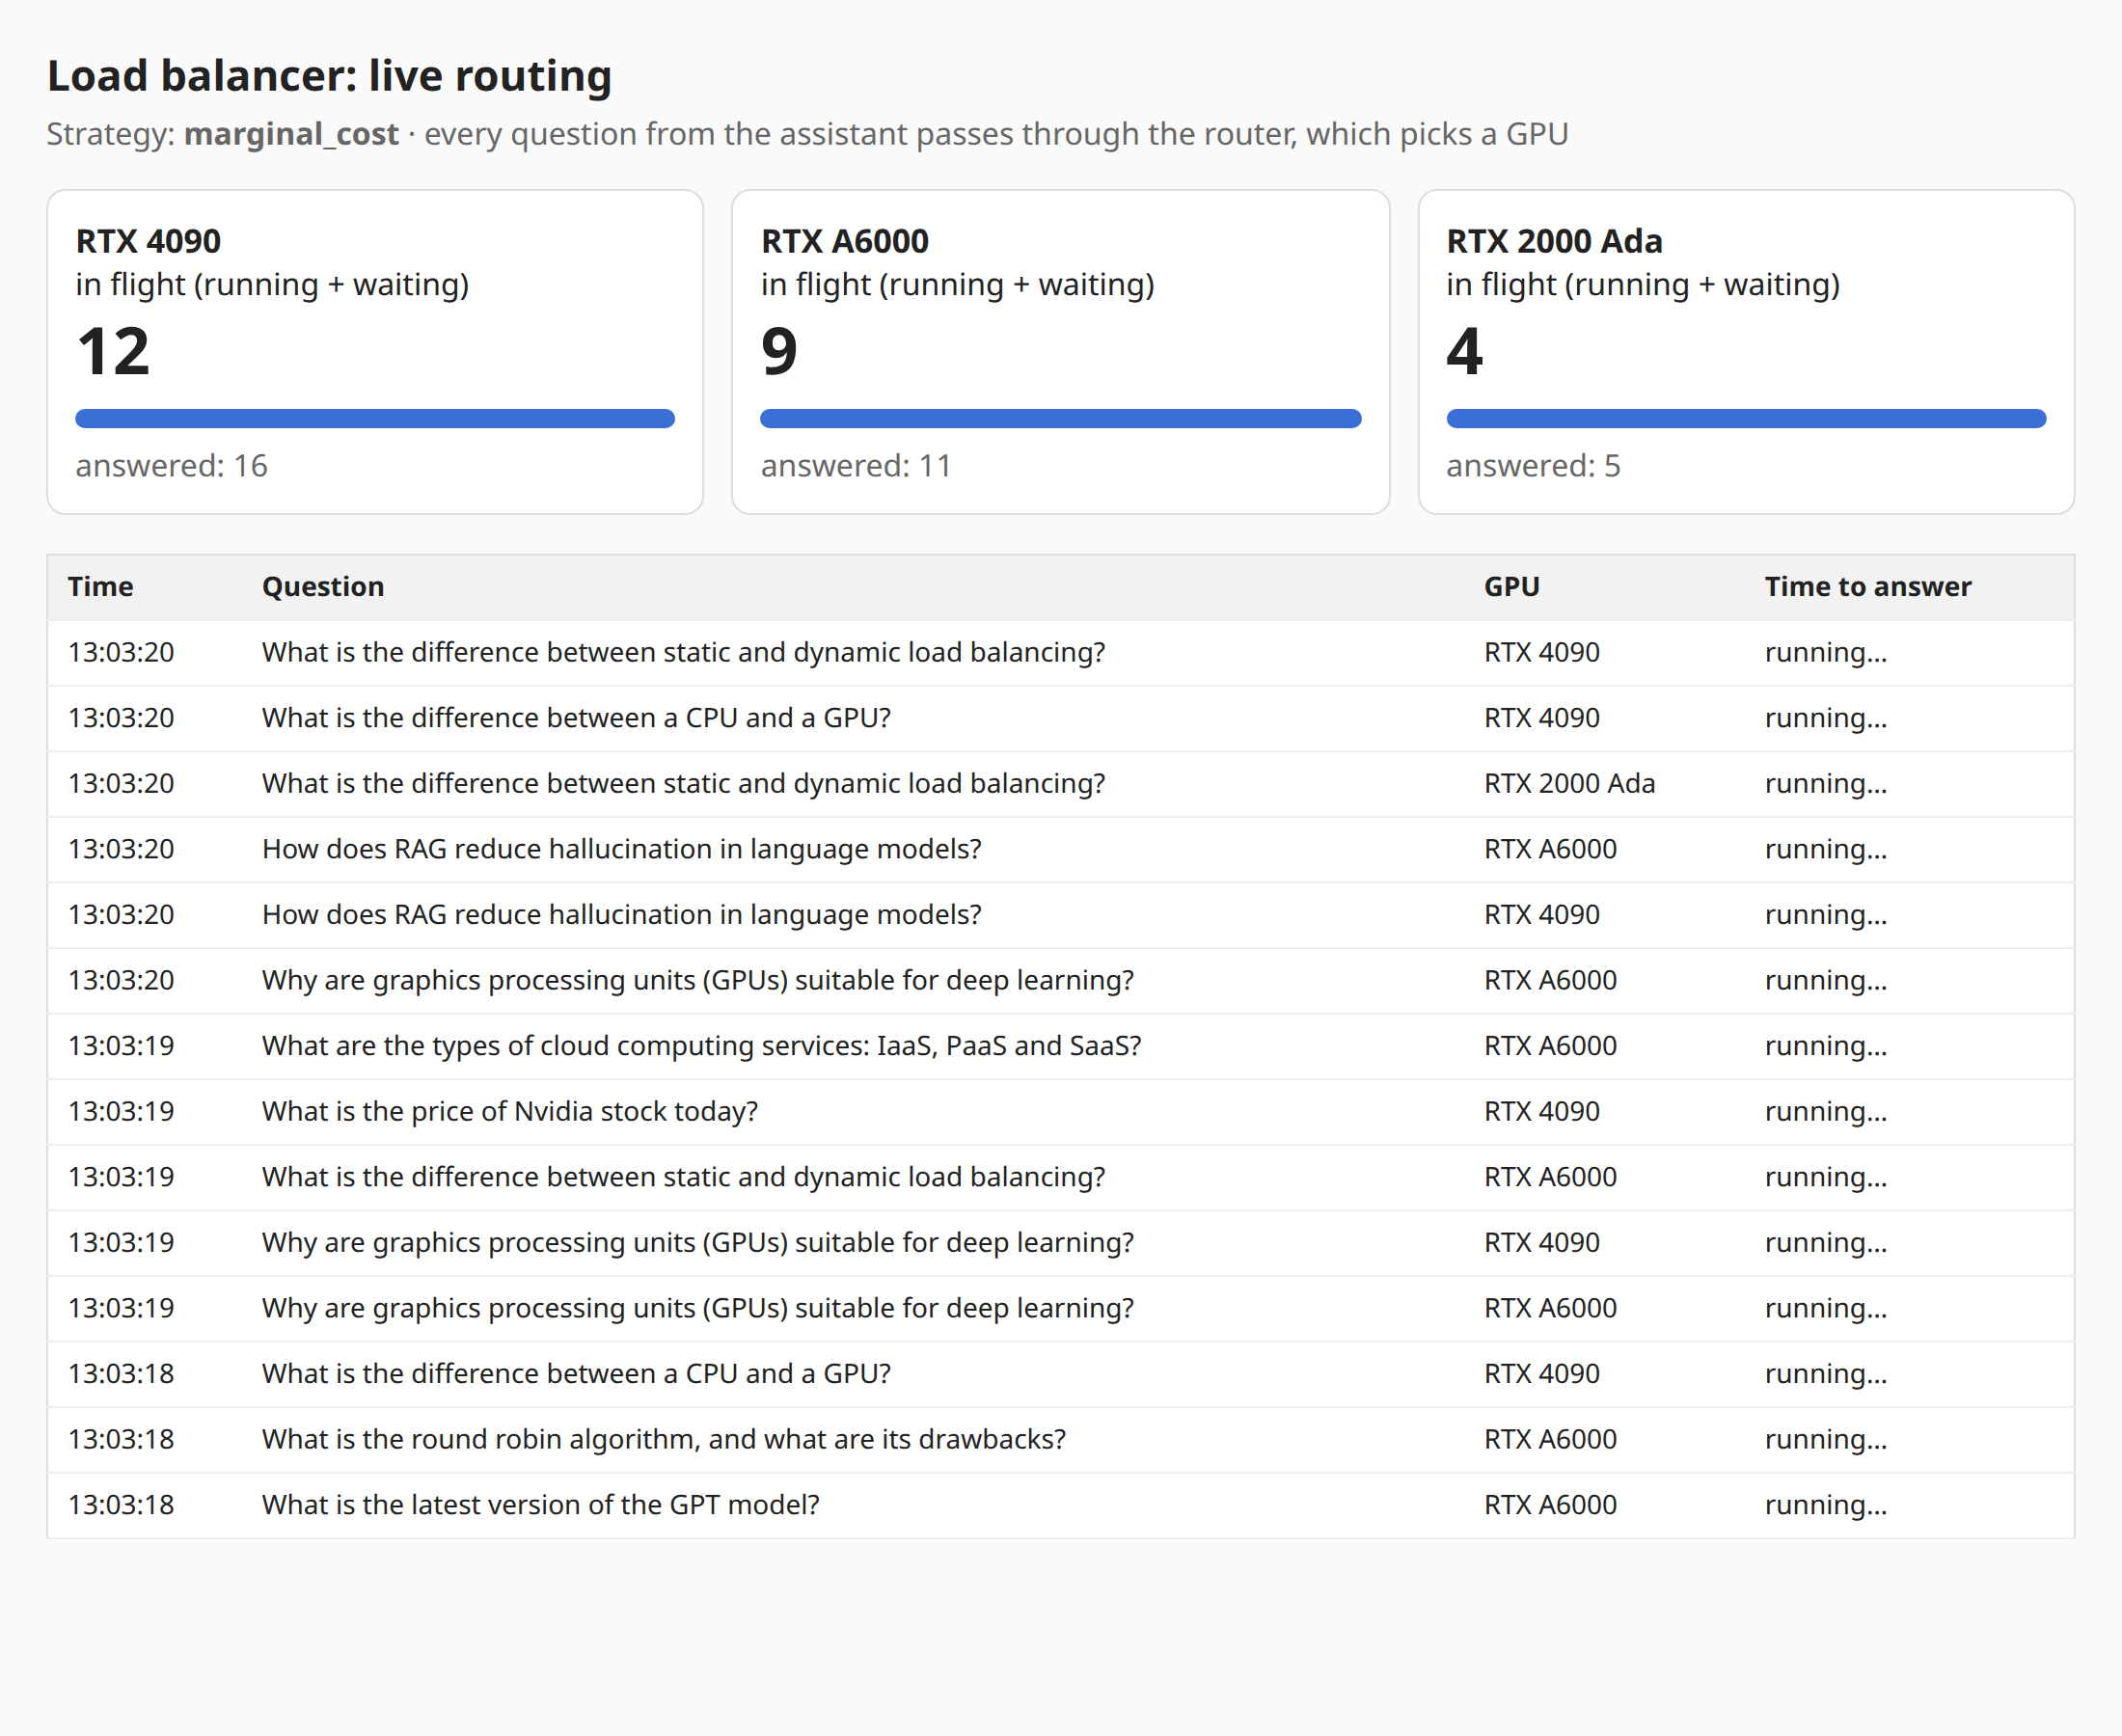 Load balancer: live routing
Strategy: marginal_cost · every question from the assistant passes through the router, which picks a GPU
RTX 4090
in flight (running + waiting)
12
answered: 16
RTX A6000
in flight (running + waiting)
9
answered: 11
RTX 2000 Ada
in flight (running + waiting)
4
answered: 5
Time Question GPU Time to answer
13:03:20 What is the difference between static and dynamic load balancing? RTX 4090 running...
13:03:20 What is the difference between a CPU and a GPU? RTX 4090 running...
13:03:20 What is the difference between static and dynamic load balancing? RTX 2000 Ada running...
13:03:20 How does RAG reduce hallucination in language models? RTX A6000 running...
13:03:20 How does RAG reduce hallucination in language models? RTX 4090 running...
13:03:20 Why are graphics processing units (GPUs) suitable for deep learning? RTX A6000 running...
13:03:19 What are the types of cloud computing services: IaaS, PaaS and SaaS? RTX A6000 running...
13:03:19 What is the price of Nvidia stock today? RTX 4090 running...
13:03:19 What is the difference between static and dynamic load balancing? RTX A6000 running...
13:03:19 Why are graphics processing units (GPUs) suitable for deep learning? RTX 4090 running...
13:03:19 Why are graphics processing units (GPUs) suitable for deep learning? RTX A6000 running...
13:03:18 What is the difference between a CPU and a GPU? RTX 4090 running...
13:03:18 What is the round robin algorithm, and what are its drawbacks? RTX A6000 running...
13:03:18 What is the latest version of the GPT model? RTX A6000 running...